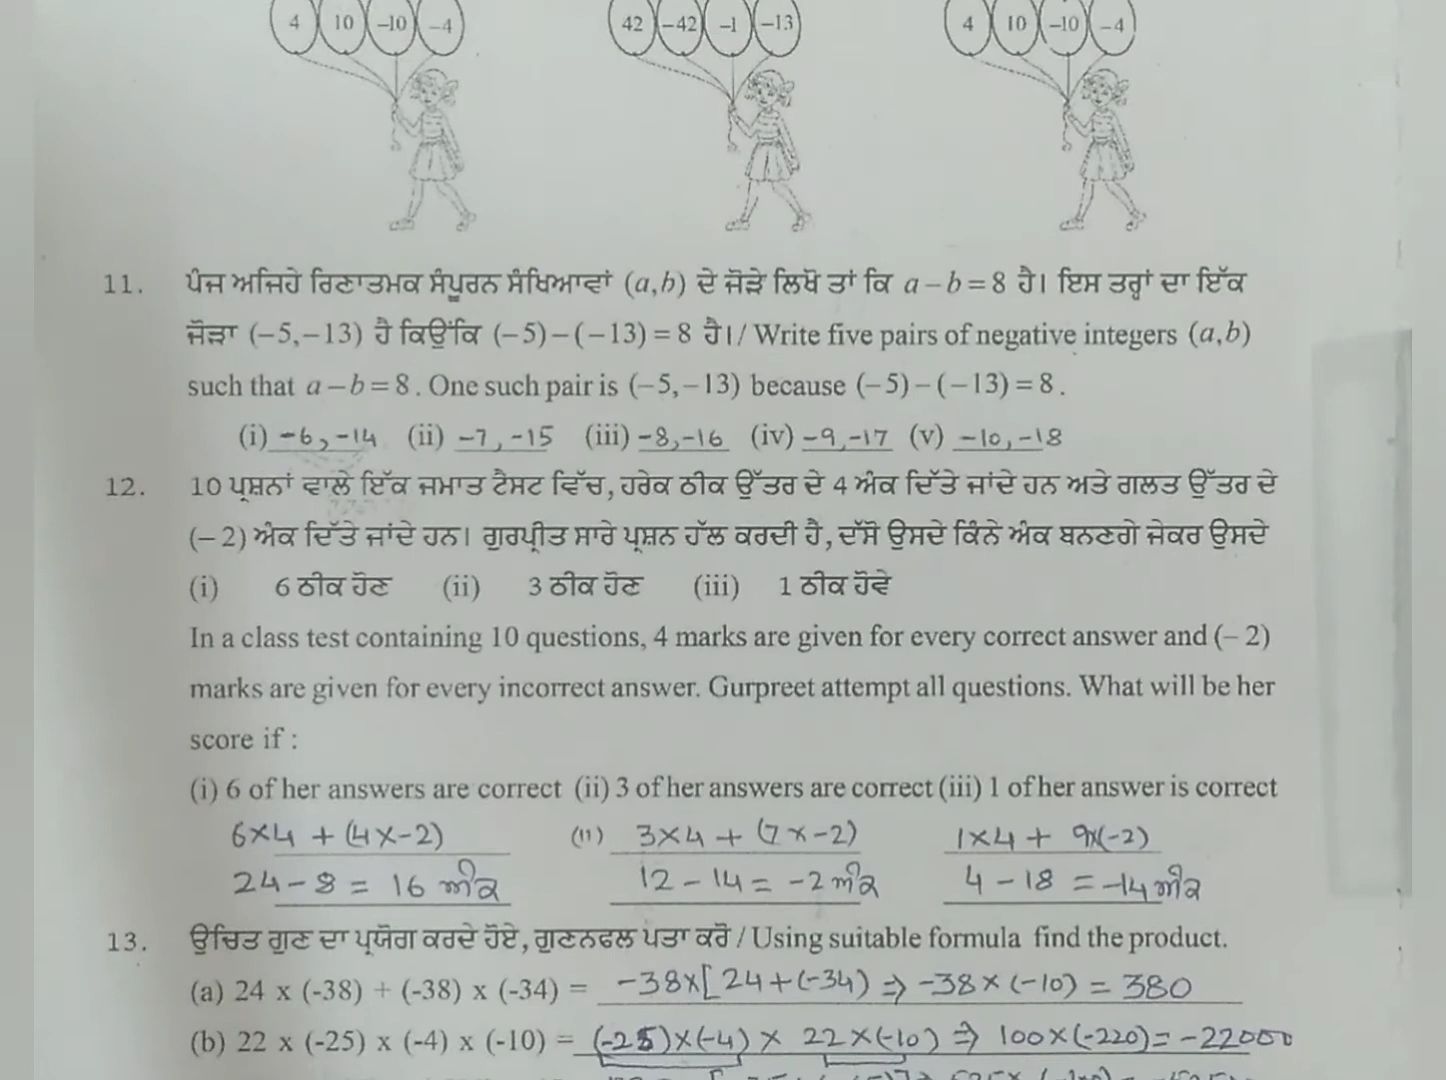 4 10 -10 -4 42 -42 -1 -13 4 10 -10 -4
11. ਪੰਜ ਅਜਿਹੇ ਰਿਣਾਤਮਕ ਸੰਪੂਰਨ ਸੰਖਿਆਵਾਂ (a,b) ਦੇ ਜੋੜੇ ਲਿਖੋ ਤਾਂ ਕਿ a-b=8 ਹੈ। ਇਸ ਤਰ੍ਹਾਂ ਦਾ ਇੱਕ
ਜੋੜਾ (-5,-13) ਹੈ ਕਿਉਂਕਿ (-5)-(-13)=8 ਹੈ।/ Write five pairs of negative integers (a,b)
such that a-b=8. One such pair is (-5,-13) because (-5)-(-13)=8.
(i) -6,-14 (ii) -7,-15 (iii) -8,-16 (iv) -9,-17 (v) -10,-18
12. 10 ਪ੍ਰਸ਼ਨਾਂ ਵਾਲੇ ਇੱਕ ਜਮਾਤ ਟੈਸਟ ਵਿੱਚ, ਹਰੇਕ ਠੀਕ ਉੱਤਰ ਦੇ 4 ਅੰਕ ਦਿੱਤੇ ਜਾਂਦੇ ਹਨ ਅਤੇ ਗਲਤ ਉੱਤਰ ਦੇ
(-2) ਅੰਕ ਦਿੱਤੇ ਜਾਂਦੇ ਹਨ। ਗੁਰਪ੍ਰੀਤ ਸਾਰੇ ਪ੍ਰਸ਼ਨ ਹੱਲ ਕਰਦੀ ਹੈ, ਦੱਸੋ ਉਸਦੇ ਕਿੰਨੇ ਅੰਕ ਬਨਣਗੇ ਜੇਕਰ ਉਸਦੇ
(i) 6 ਠੀਕ ਹੋਣ (ii) 3 ਠੀਕ ਹੋਣ (iii) 1 ਠੀਕ ਹੋਵੇ
In a class test containing 10 questions, 4 marks are given for every correct answer and (-2)
marks are given for every incorrect answer. Gurpreet attempt all questions. What will be her
score if :
(i) 6 of her answers are correct (ii) 3 of her answers are correct (iii) 1 of her answer is correct
6×4 + (4×-2) (11) 3×4 + (7×-2) 1×4 + 9×(-2)
24-8 = 16 ਅੰਕ 12-14 = -2 ਅੰਕ 4-18 = -14 ਅੰਕ
13. ਉਚਿਤ ਗੁਣ ਦਾ ਪ੍ਰਯੋਗ ਕਰਦੇ ਹੋਏ, ਗੁਣਨਫਲ ਪਤਾ ਕਰੋ / Using suitable formula find the product.
(a) 24 x (-38) + (-38) x (-34) = -38×[24+(-34) ⇒ -38×(-10) = 380
(b) 22 x (-25) x (-4) x (-10) = (-25)×(-4) × 22×(-10) ⇒ 100×(-220) = -22000